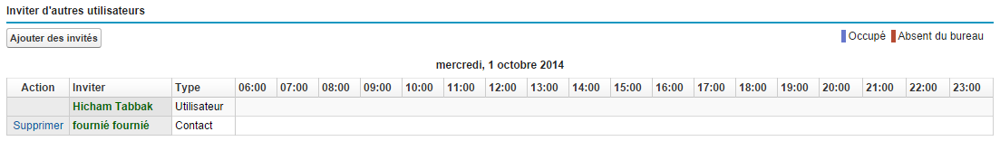 Inviter d'autres utilisateurs
Ajouter des invités
Occupé Absent du bureau
mercredi, 1 octobre 2014
Action Inviter Type 06:00 07:00 08:00 09:00 10:00 11:00 12:00 13:00 14:00 15:00 16:00 17:00 18:00 19:00 20:00 21:00 22:00 23:00
Hicham Tabbak Utilisateur
Supprimer fournié fournié Contact